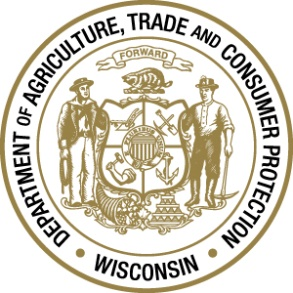 FORWARD
DEPARTMENT OF AGRICULTURE, TRADE AND CONSUMER PROTECTION
• WISCONSIN •